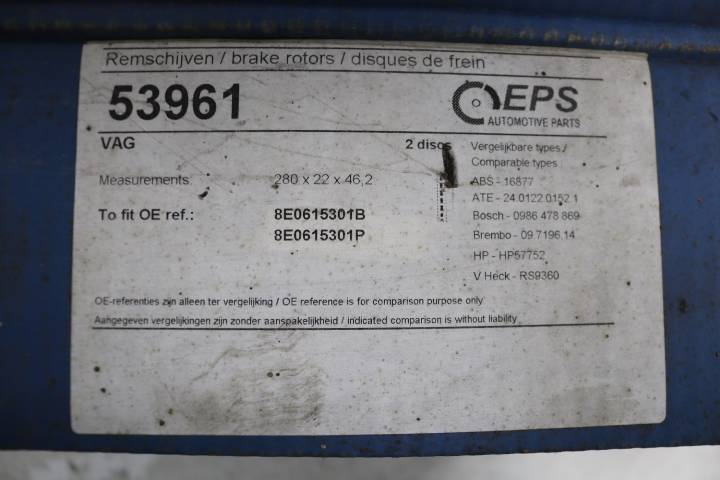 Remschijven / brake rotors / disques de frein
53961
EPS
AUTOMOTIVE PARTS
VAG 2 discs
Measurements: 280 x 22 x 46,2
To fit OE ref.: 8E0615301B
8E0615301P
Vergelijkbare types /
Comparable types :
ABS - 16877
ATE - 24.0122.0152.1
Bosch - 0986 478 869
Brembo - 09.7196.14
HP - HP57752
V Heck - RS9360
OE-referenties zijn alleen ter vergelijking / OE reference is for comparison purpose only
Aangegeven vergelijkingen zijn zonder aanspakelijkheid / indicated comparison is without liability